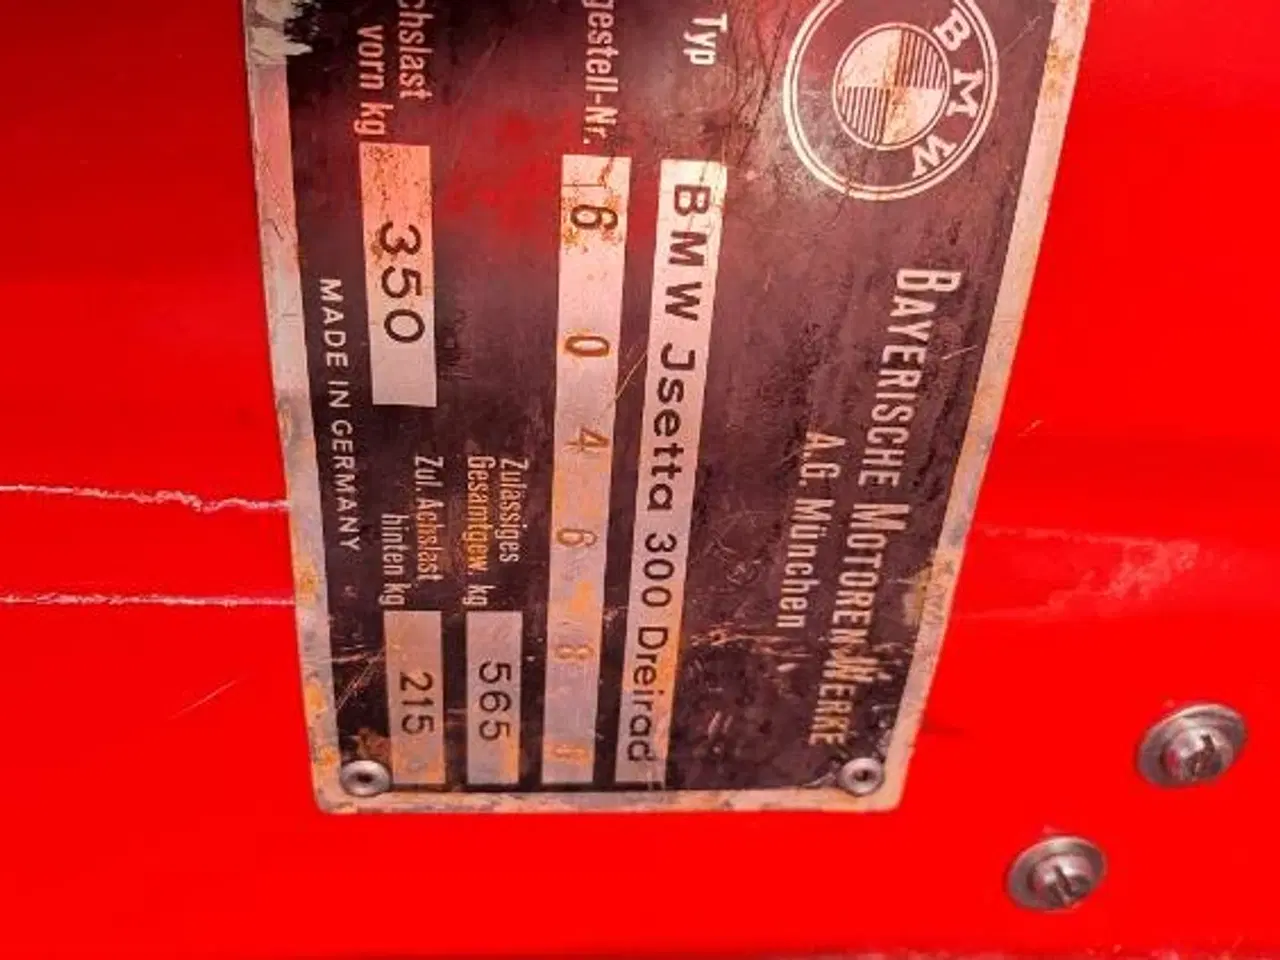 BMW
BAYERISCHE MOTOREN-WERKE
A.G. München
Typ
BMW Jsetta 300 Dreirad
gestell-Nr.
6 0 4 6 8 0
Zulässiges
Gesamtgew. kg
565
chslast
vorn kg
350
Zul. Achslast
hinten kg
215
MADE IN GERMANY